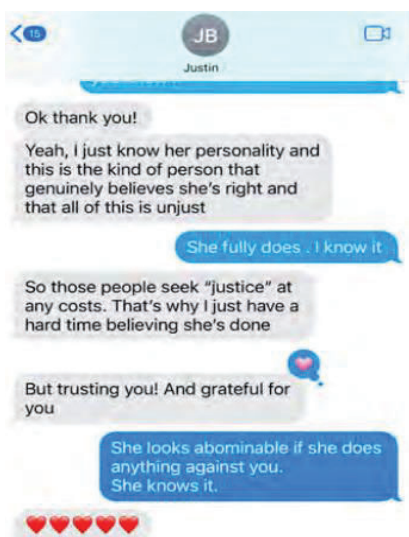 15
JB
Justin
Ok thank you!
Yeah, I just know her personality and
this is the kind of person that
genuinely believes she's right and
that all of this is unjust
She fully does . I know it
So those people seek “justice” at
any costs. That's why I just have a
hard time believing she's done
But trusting you! And grateful for
you
She looks abominable if she does
anything against you.
She knows it.